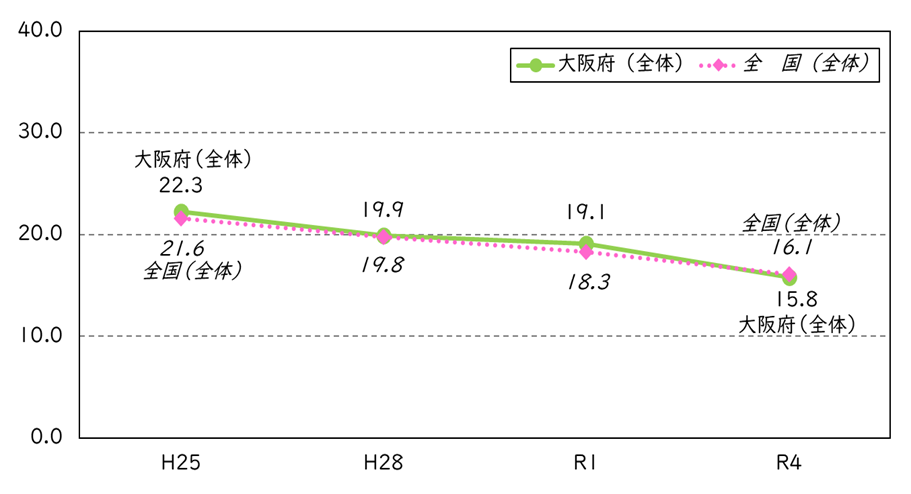 40.0
大阪府（全体）
全　国（全体）
30.0
大阪府（全体）
22.3
19.9
19.1
全国（全体）
16.1
20.0
21.6
全国（全体）
19.8
18.3
15.8
大阪府（全体）
10.0
0.0
H25
H28
R1
R4